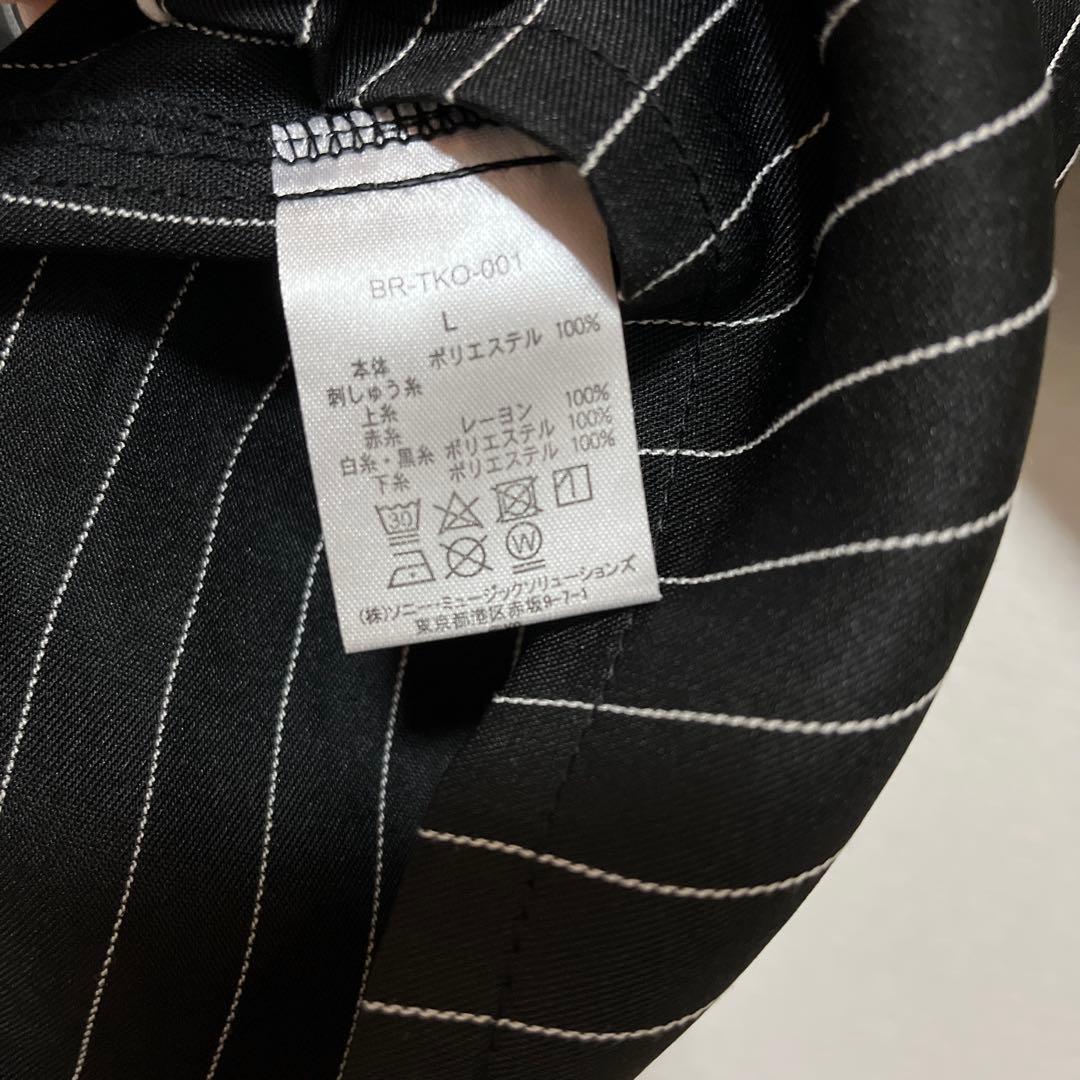 BR-TKO-001
L
本体 ポリエステル 100%
刺しゅう糸
上糸
赤糸 レーヨン 100%
白糸・黒糸 ポリエステル 100%
下糸 ポリエステル 100%
30 1
W
(株)ソニー・ミュージックソリューションズ
東京都港区赤坂9-7-1